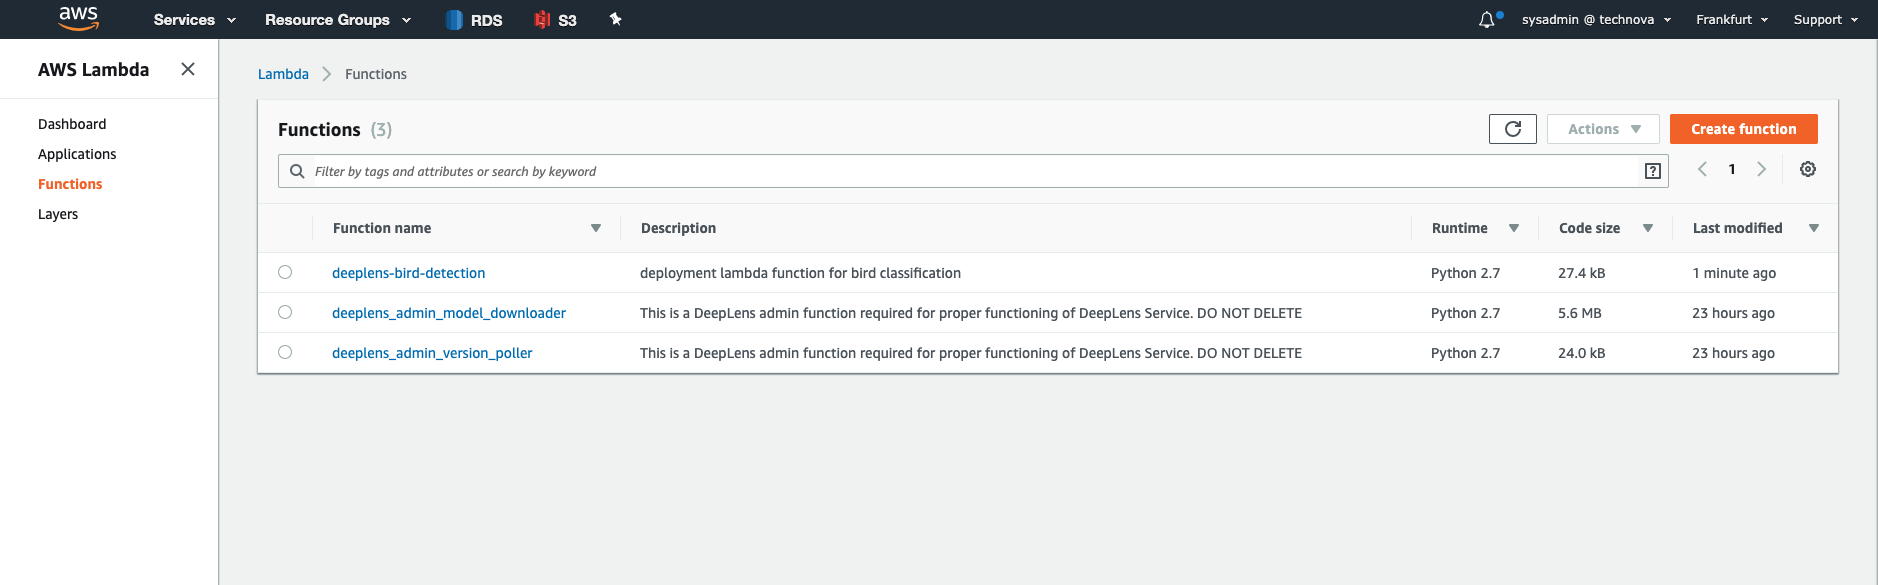 aws Services Resource Groups RDS S3 sysadmin @ technova Frankfurt Support
AWS Lambda
Dashboard
Applications
Functions
Layers
Lambda Functions
Functions (3) Actions Create function
Filter by tags and attributes or search by keyword ? 1
Function name Description Runtime Code size Last modified
deeplens-bird-detection deployment lambda function for bird classification Python 2.7 27.4 kB 1 minute ago
deeplens_admin_model_downloader This is a DeepLens admin function required for proper functioning of DeepLens Service. DO NOT DELETE Python 2.7 5.6 MB 23 hours ago
deeplens_admin_version_poller This is a DeepLens admin function required for proper functioning of DeepLens Service. DO NOT DELETE Python 2.7 24.0 kB 23 hours ago